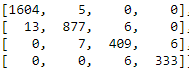 [1604, 5, 0, 0],
[ 13, 877, 6, 0],
[ 0, 7, 409, 6],
[ 0, 0, 6, 333]]